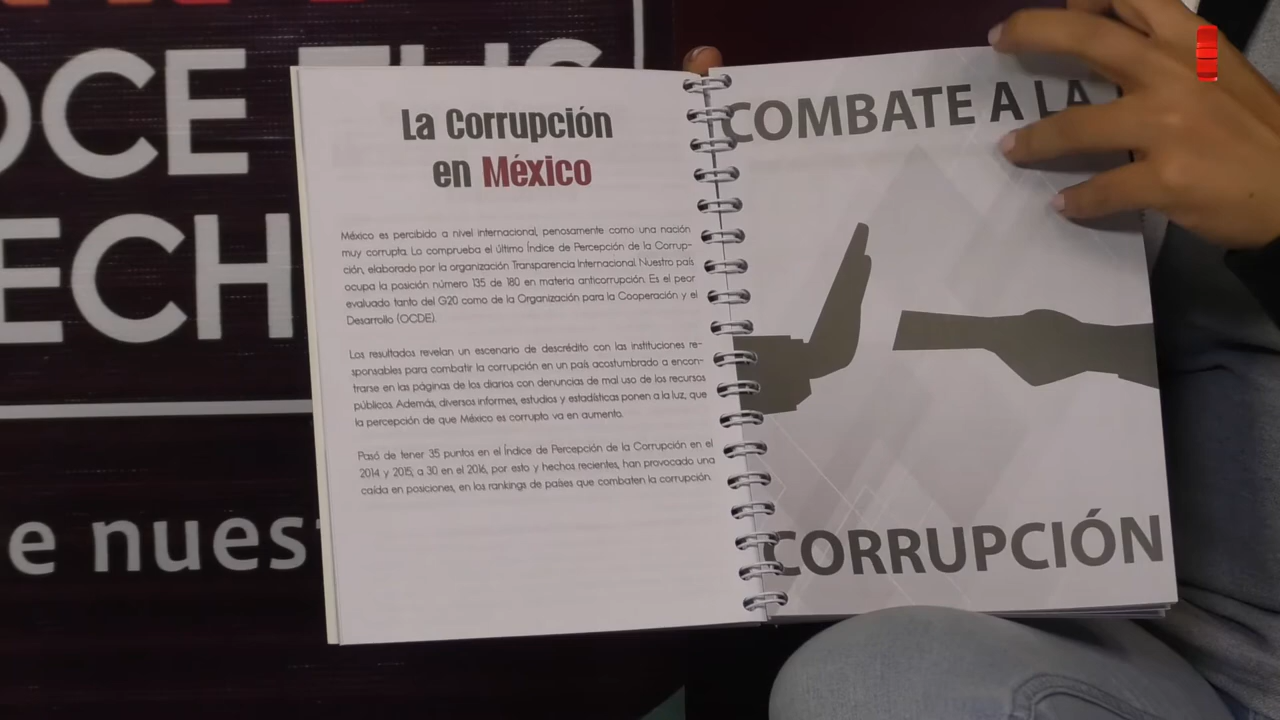 OCE TUS
ECH
e nues
La Corrupción
en México
México es percibido a nivel internacional, penosamente como una nación
muy corrupta. Lo comprueba el último Índice de Percepción de la Corrup-
ción, elaborado por la organización Transparencia Internacional. Nuestro país
ocupa la posición número 135 de 180 en materia anticorrupción. Es el peor
evaluado tanto del G20 como de la Organización para la Cooperación y el
Desarrollo (OCDE).
Los resultados revelan un escenario de descrédito con las instituciones re-
sponsables para combatir la corrupción en un país acostumbrado a encon-
trarse en las páginas de los diarios con denuncias de mal uso de los recursos
públicos. Además, diversos informes, estudios y estadísticas ponen a la luz, que
la percepción de que México es corrupto va en aumento.
Pasó de tener 35 puntos en el Índice de Percepción de la Corrupción en el
2014 y 2015, a 30 en el 2016, por esto y hechos recientes, han provocado una
caída en posiciones, en los rankings de países que combaten la corrupción.
COMBATE A LA
CORRUPCIÓN